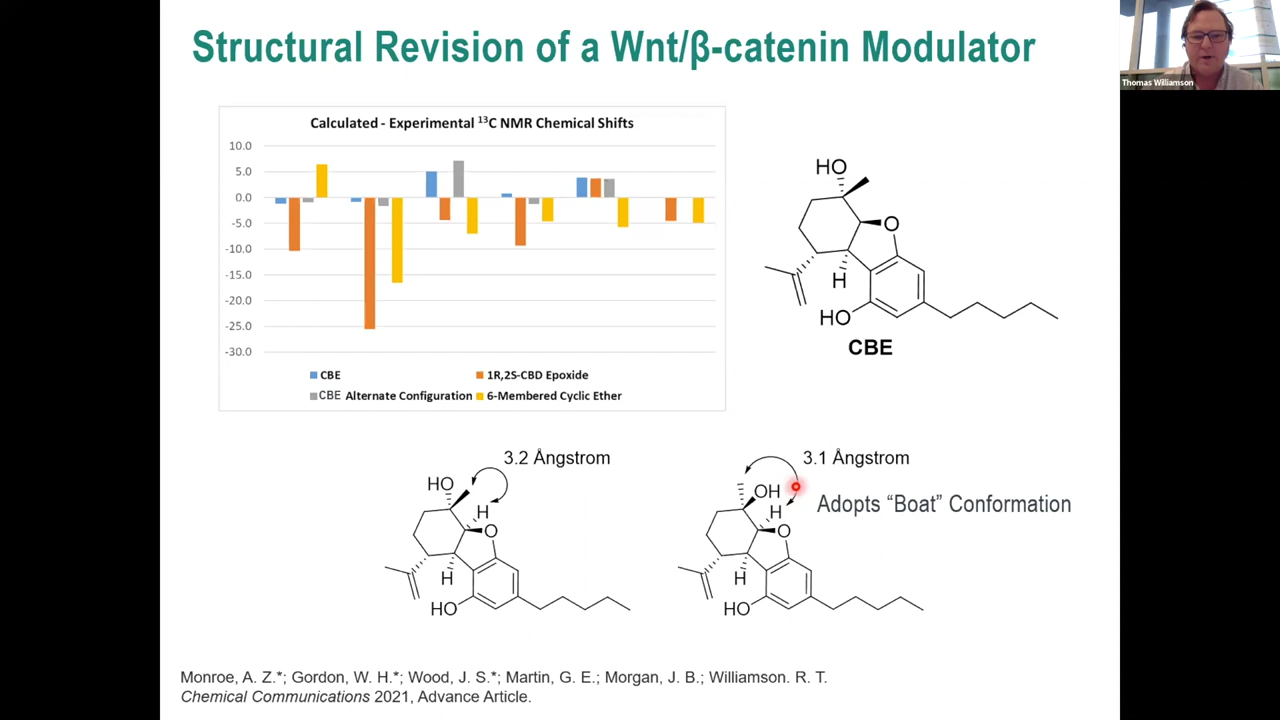 Structural Revision of a Wnt/β-catenin Modulator
Thomas Williamson
Calculated - Experimental ¹³C NMR Chemical Shifts
10.0
5.0
0.0
-5.0
-10.0
-15.0
-20.0
-25.0
-30.0
CBE
1R,2S-CBD Epoxide
CBE Alternate Configuration
6-Membered Cyclic Ether
HO
O
H
HO
CBE
3.2 Ångstrom
HO
H
O
H
HO
3.1 Ångstrom
OH
H
O
H
HO
Adopts “Boat” Conformation
Monroe, A. Z.*; Gordon, W. H.*; Wood, J. S.*; Martin, G. E.; Morgan, J. B.; Williamson. R. T.
Chemical Communications 2021, Advance Article.